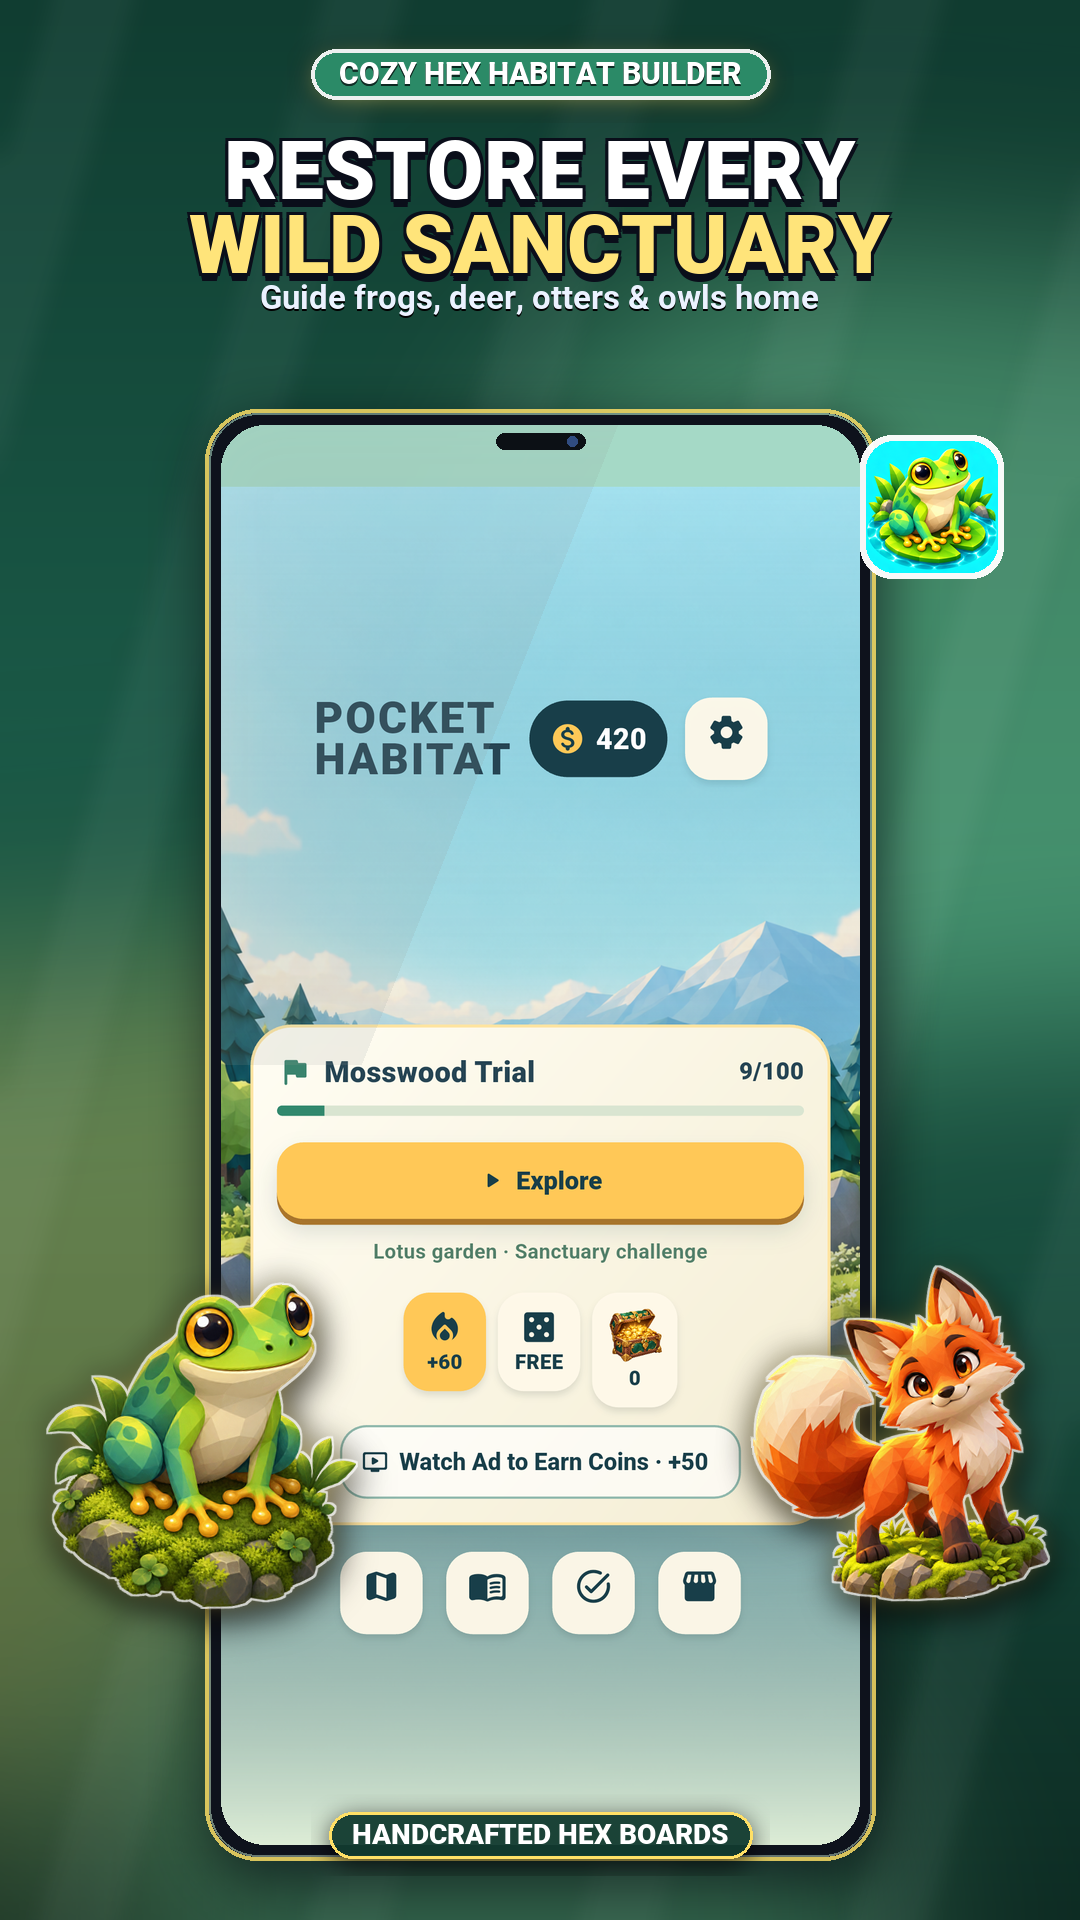 COZY HEX HABITAT BUILDER
RESTORE EVERY
WILD SANCTUARY
Guide frogs, deer, otters & owls home
POCKET
HABITAT
420
Mosswood Trial
9/100
Explore
Lotus garden · Sanctuary challenge
+60
FREE
0
Watch Ad to Earn Coins · +50
HANDCRAFTED HEX BOARDS